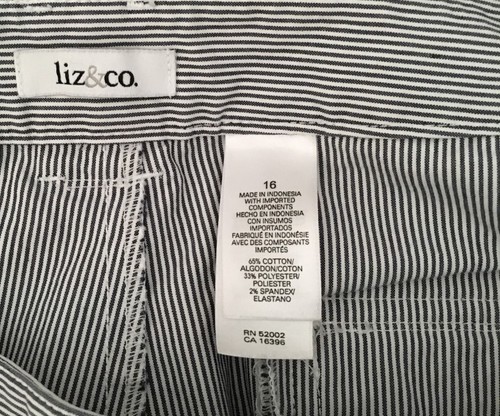 liz&co.
16
MADE IN INDONESIA
WITH IMPORTED
COMPONENTS
HECHO EN INDONESIA
CON INSUMOS
IMPORTADOS
FABRIQUÉ EN INDONÉSIE
AVEC DES COMPOSANTS
IMPORTÉS
65% COTTON/
ALGODON/COTON
33% POLYESTER/
POLIESTER
2% SPANDEX/
ELASTANO
RN 52002
CA 16396